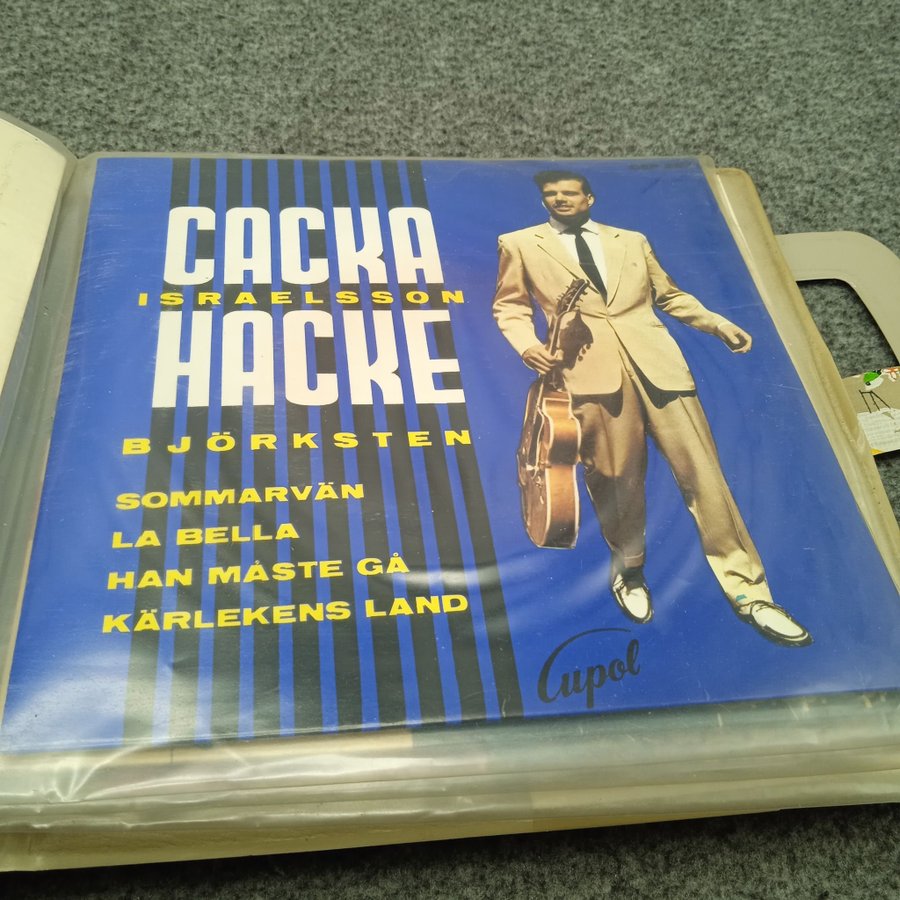 CACKA
ISRAELSSON
HACKE
BJÖRKSTEN
SOMMARVÄN
LA BELLA
HAN MÅSTE GÅ
KÄRLEKENS LAND
Cupol